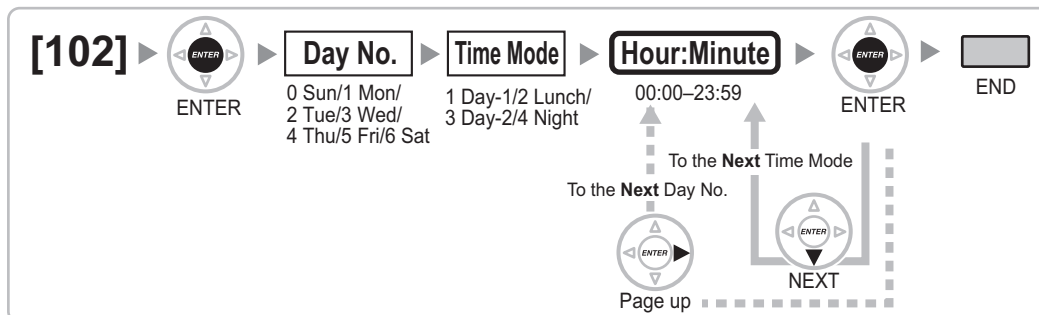 [102]
ENTER
ENTER
Day No.
0 Sun/1 Mon/
2 Tue/3 Wed/
4 Thu/5 Fri/6 Sat
Time Mode
1 Day-1/2 Lunch/
3 Day-2/4 Night
Hour:Minute
00:00–23:59
ENTER
ENTER
END
To the Next Time Mode
To the Next Day No.
ENTER
Page up
ENTER
NEXT